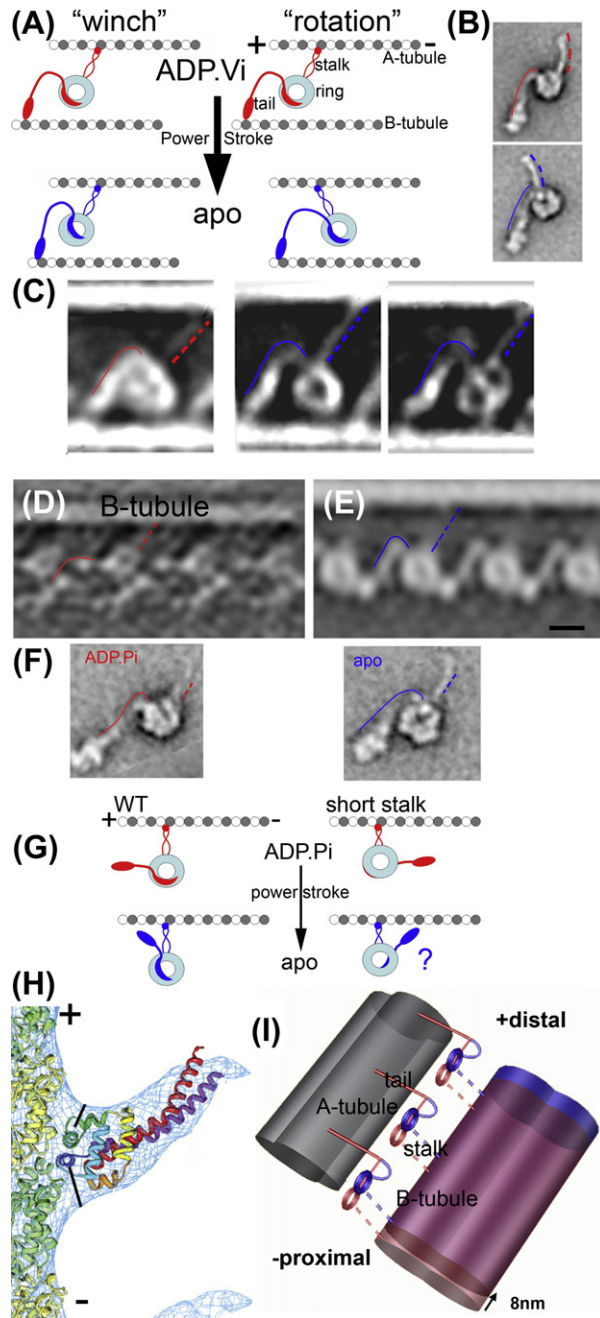 (A)
“winch”
“rotation”
(B)
ADP.Vi
+
-
A-tubule
stalk
ring
tail
B-tubule
Power Stroke
apo
(C)
(D)
B-tubule
(E)
(F)
ADP.Pi
apo
(G)
WT
+
-
short stalk
ADP.Pi
power stroke
apo
?
(H)
+
-
(I)
+distal
tail
A-tubule
stalk
B-tubule
-proximal
8nm